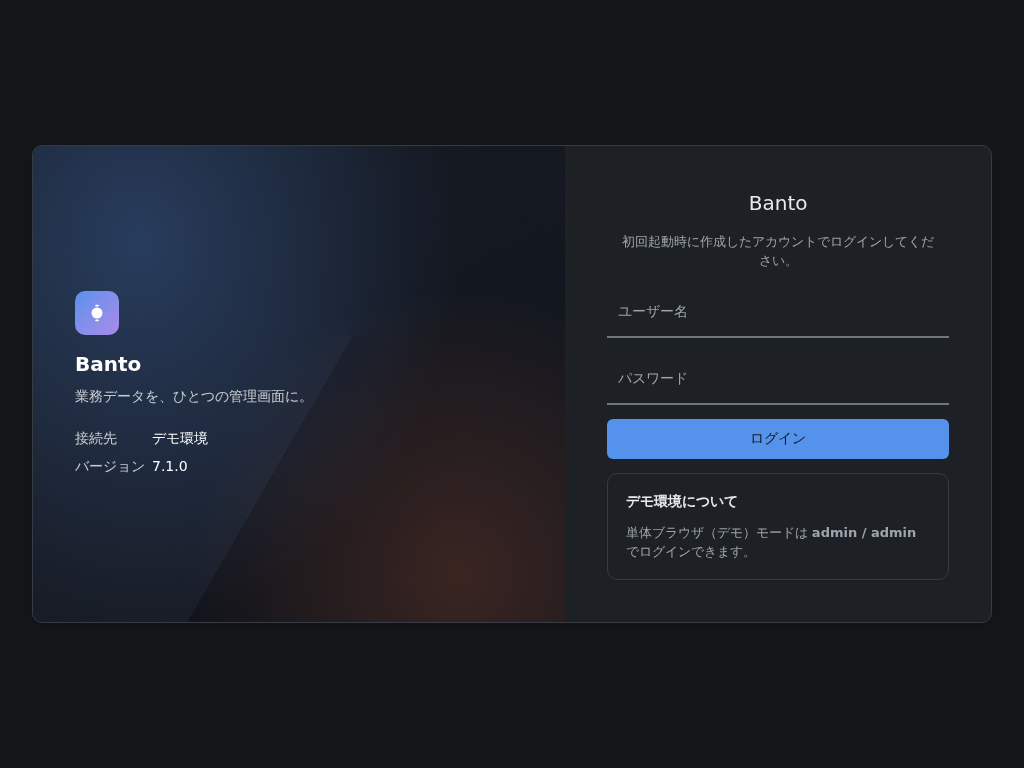 Banto
業務データを、ひとつの管理画面に。
接続先 デモ環境
バージョン 7.1.0
Banto
初回起動時に作成したアカウントでログインしてくだ
さい。
ユーザー名
パスワード
ログイン
デモ環境について
単体ブラウザ（デモ）モードは admin / admin
でログインできます。